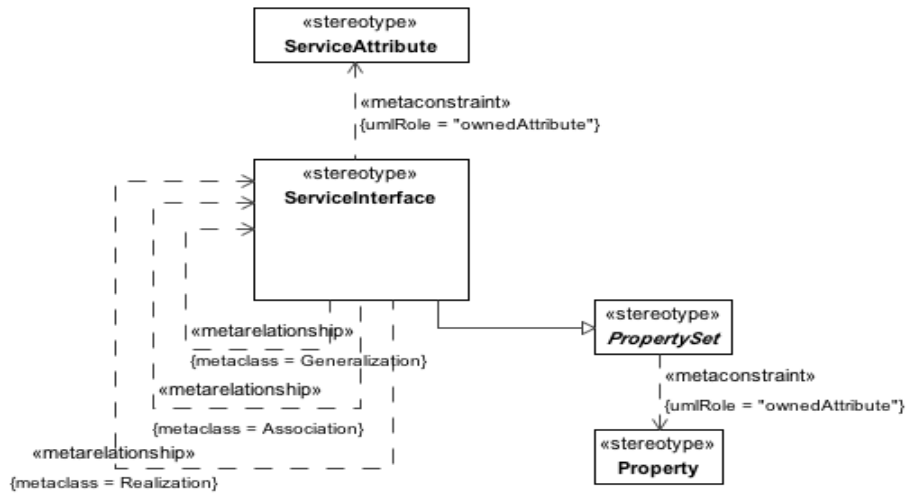 «stereotype»
ServiceAttribute
«metaconstraint»
{umlRole = "ownedAttribute"}
«stereotype»
ServiceInterface
«metarelationship»
{metaclass = Generalization}
«metarelationship»
{metaclass = Association}
«metarelationship»
{metaclass = Realization}
«stereotype»
PropertySet
«metaconstraint»
{umlRole = "ownedAttribute"}
«stereotype»
Property